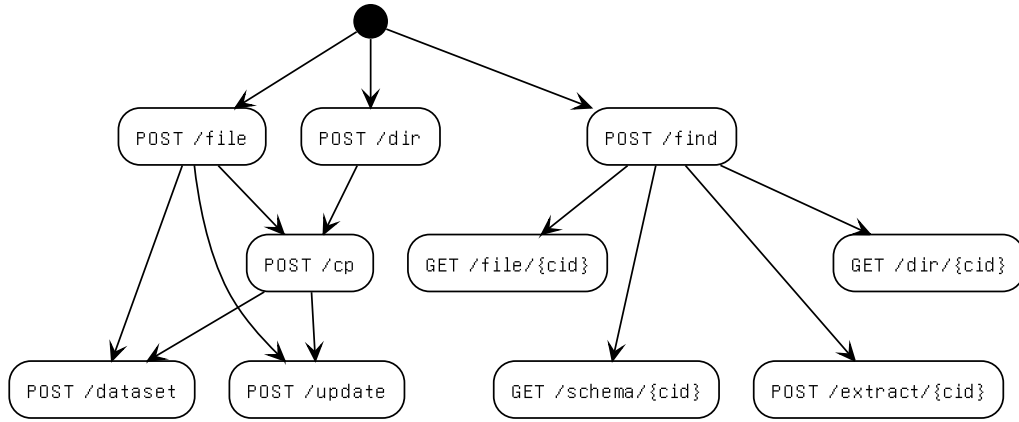 POST /file
POST /dir
POST /find
POST /cp
GET /file/{cid}
GET /dir/{cid}
POST /dataset
POST /update
GET /schema/{cid}
POST /extract/{cid}